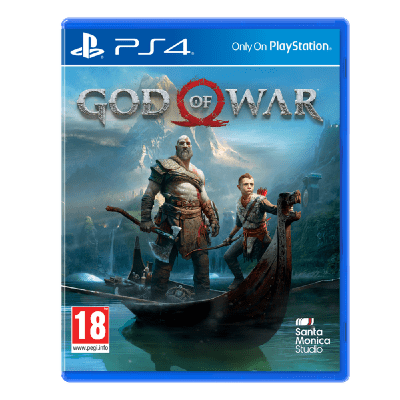 PS4
Only On PlayStation®
GOD OF WAR
18
www.pegi.info
Santa
Monica
Studio